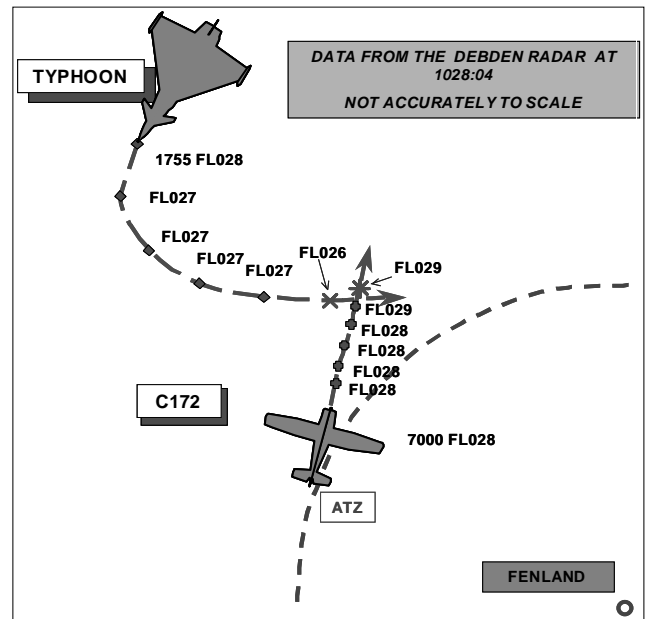 DATA FROM THE DEBDEN RADAR AT
1028:04
NOT ACCURATELY TO SCALE
TYPHOON
1755 FL028
FL027
FL027
FL027
FL027
FL026
FL029
FL029
FL028
FL028
FL028
FL028
C172
7000 FL028
ATZ
FENLAND